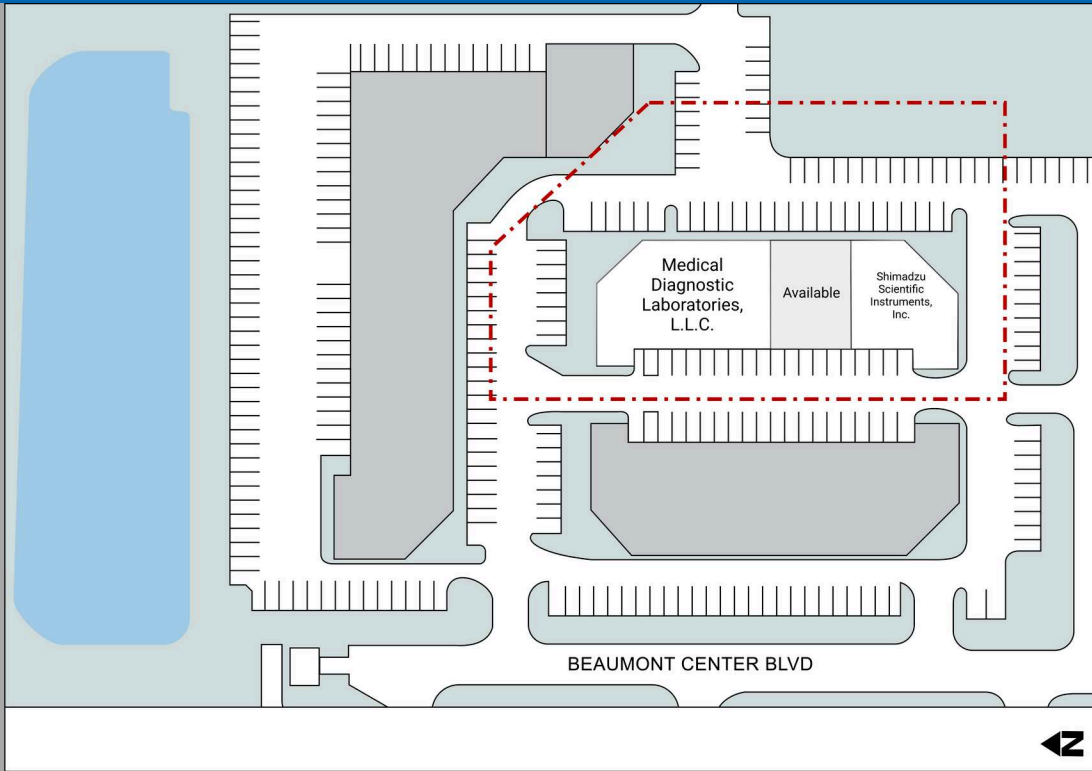 Medical
Diagnostic
Laboratories,
L.L.C.
Available
Shimadzu
Scientific
Instruments,
Inc.
BEAUMONT CENTER BLVD
N